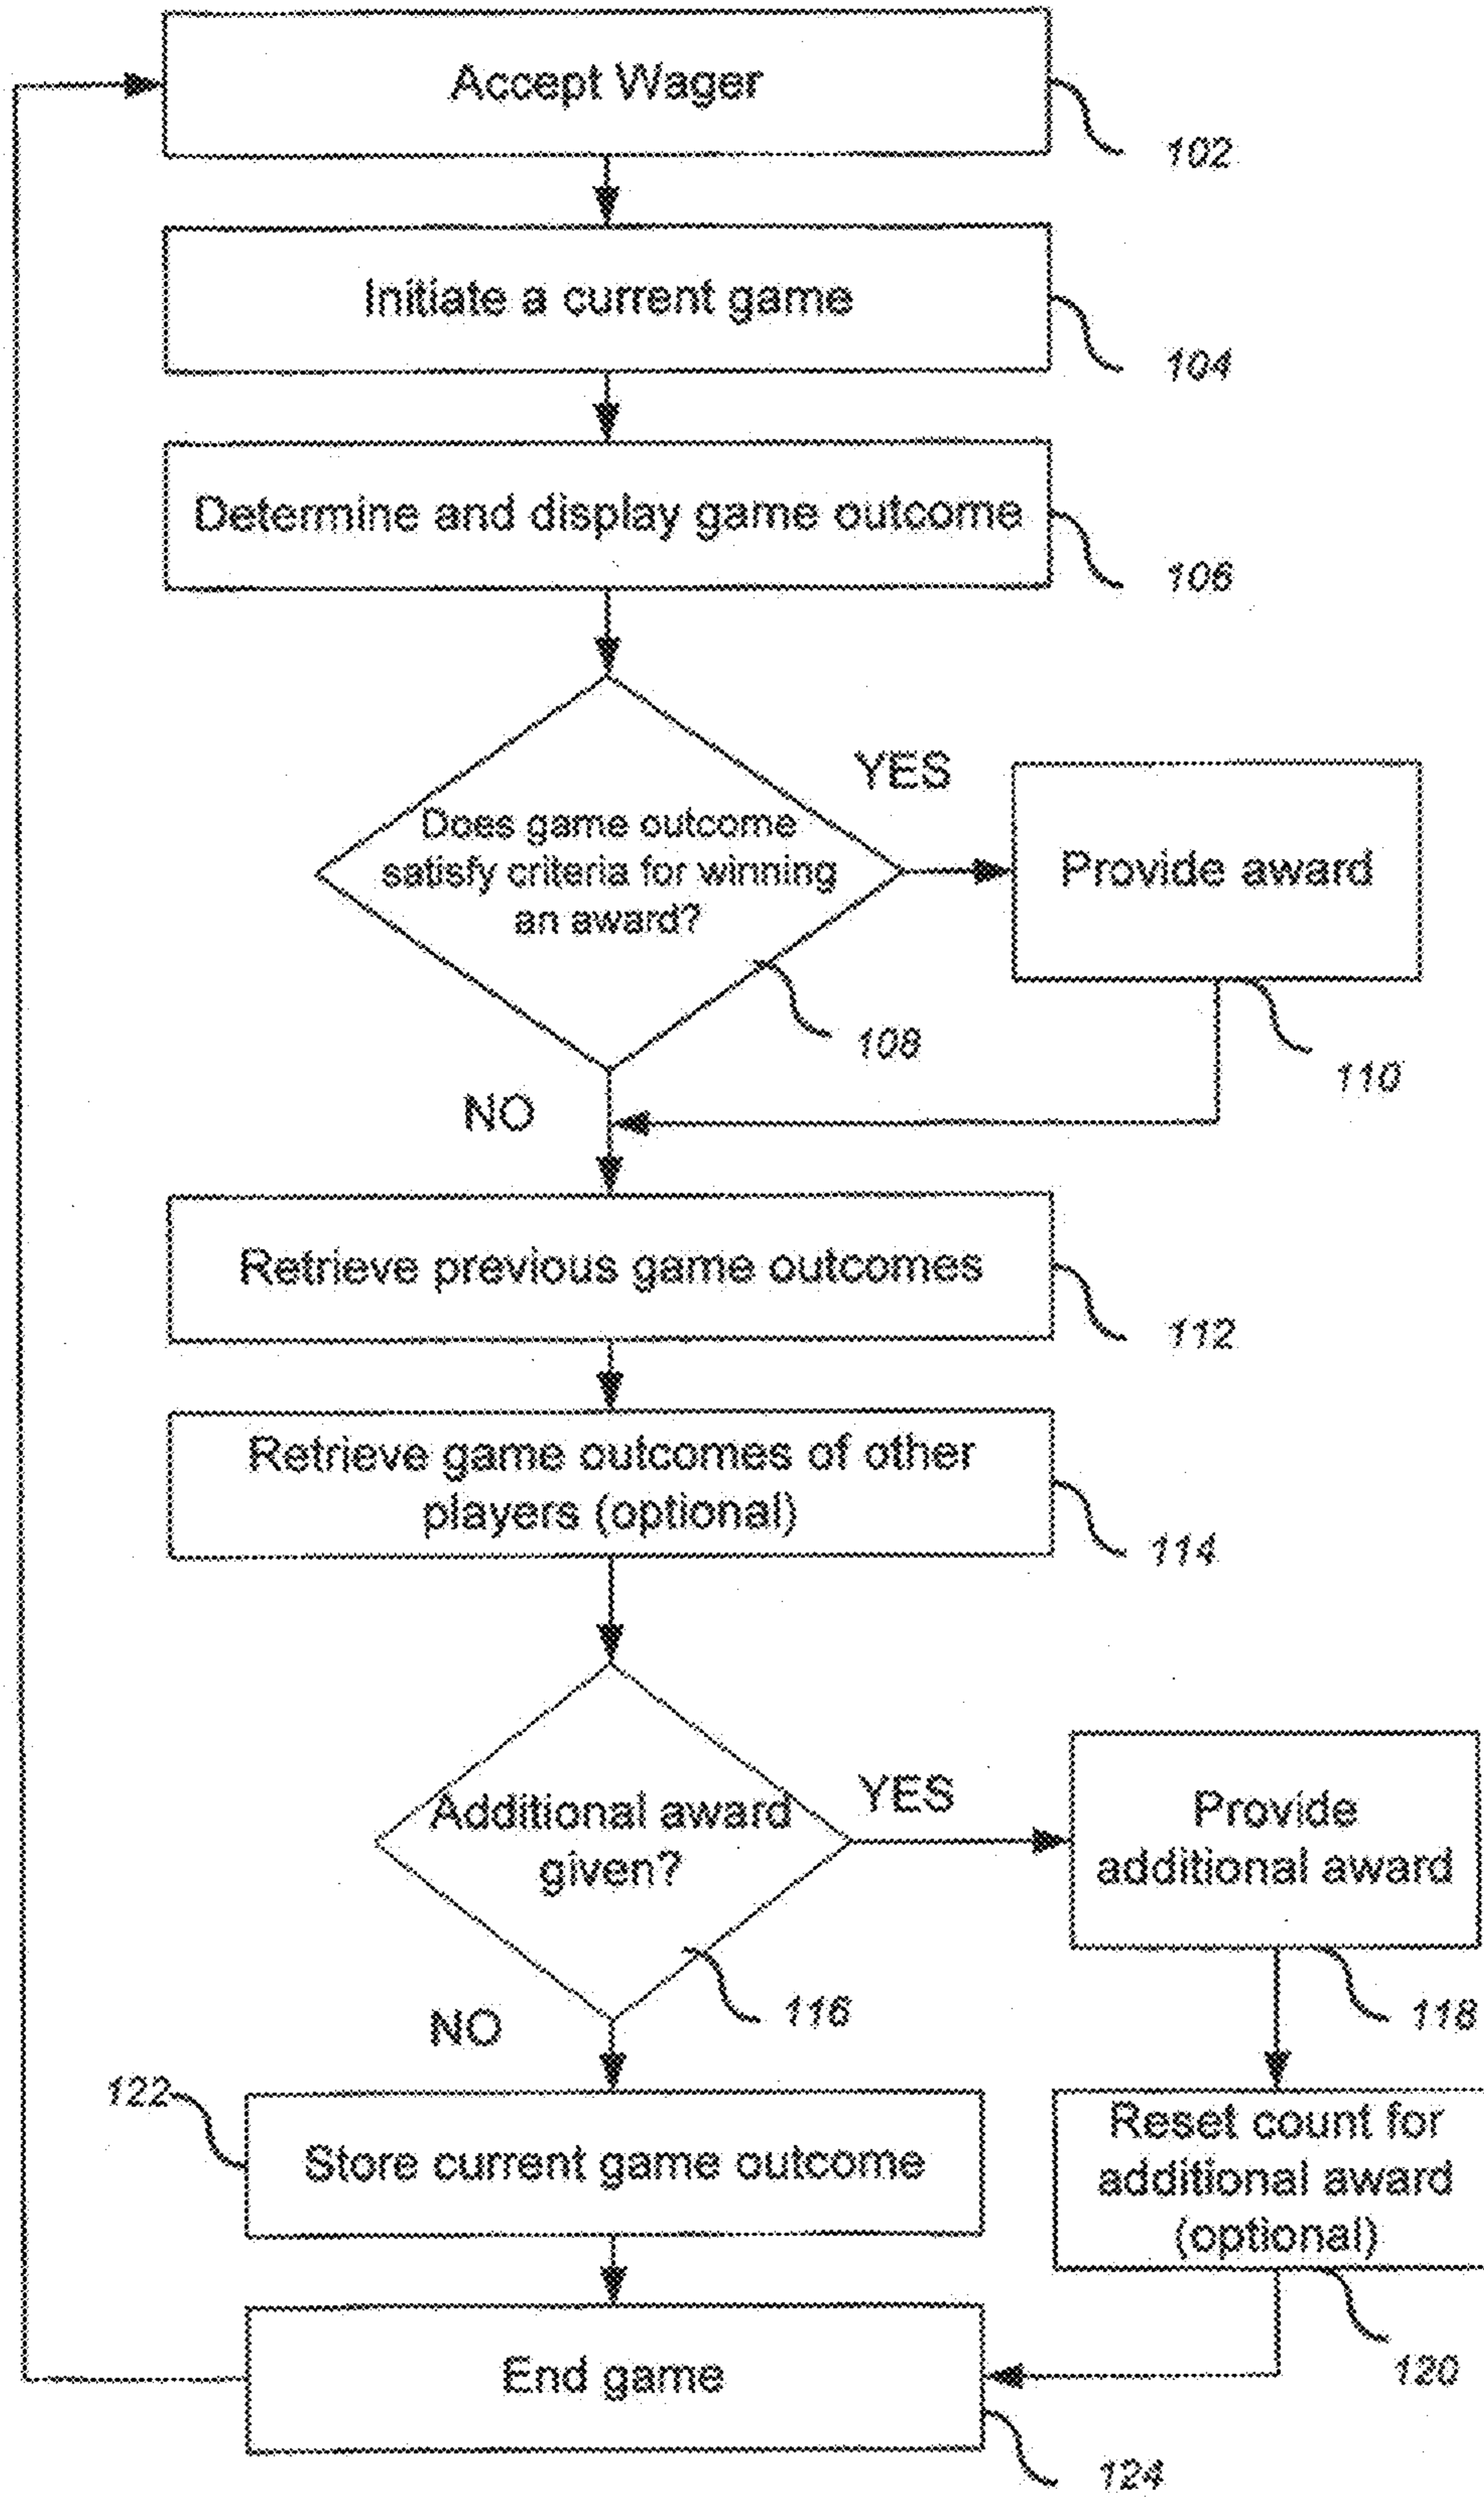 Accept Wager
102
Initiate a current game
104
Determine and display game outcome
106
YES
Does game outcome
satisfy criteria for winning
an award?
Provide award
108
110
NO
Retrieve previous game outcomes
112
Retrieve game outcomes of other
players (optional)
114
Additional award
given?
YES
Provide
additional award
116
118
NO
122
Store current game outcome
Reset count for
additional award
(optional)
120
End game
124